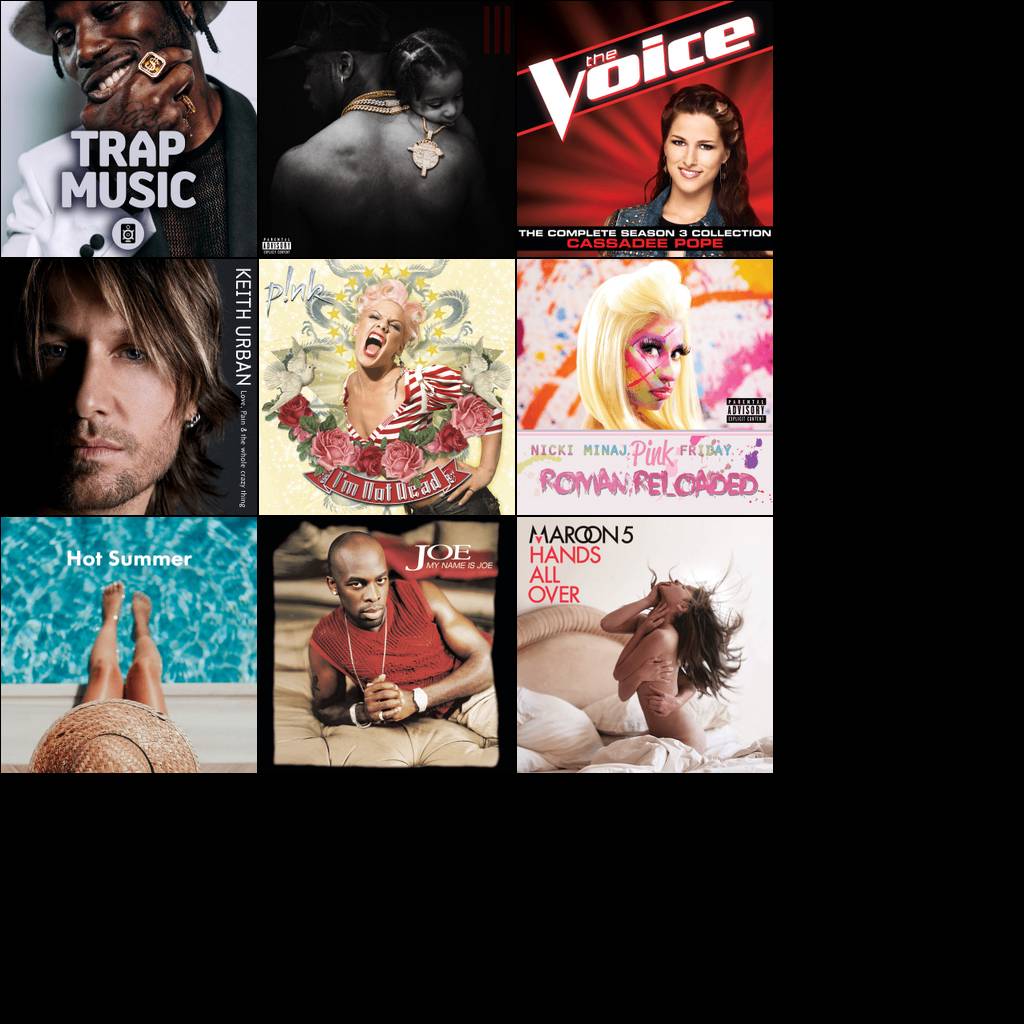 TRAP
MUSIC
III
PARENTAL
ADVISORY
EXPLICIT CONTENT
the
Voice
THE COMPLETE SEASON 3 COLLECTION
CASSADEE POPE
KEITH URBAN Love, Pain & the whole crazy thing
p!nk
I'm Not Dead
PARENTAL
ADVISORY
EXPLICIT CONTENT
NICKI MINAJ Pink FRIDAY
ROMAN RELOADED
Hot Summer
JOE
MY NAME IS JOE
MAROON 5
HANDS
ALL
OVER